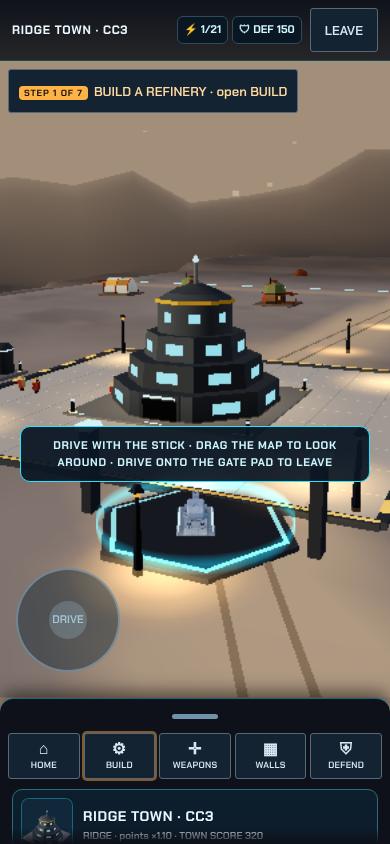 RIDGE TOWN · CC3
⚡ 1/21
DEF 150
LEAVE
STEP 1 OF 7 BUILD A REFINERY · open BUILD
DRIVE WITH THE STICK · DRAG THE MAP TO LOOK
AROUND · DRIVE ONTO THE GATE PAD TO LEAVE
DRIVE
HOME
BUILD
WEAPONS
WALLS
DEFEND
RIDGE TOWN · CC3
RIDGE · points ×1.10 · TOWN SCORE 320